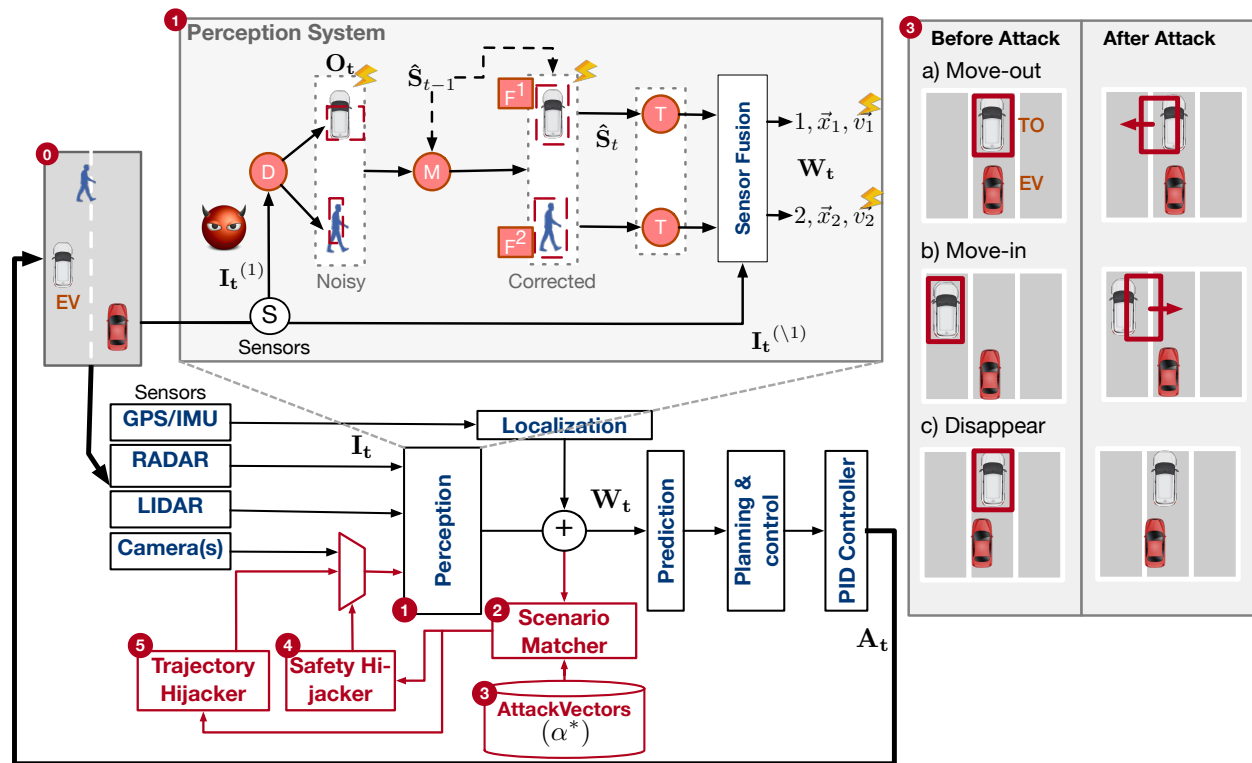 1
Perception System
O_t
Ŝ_{t−1}
F^1
D
M
T
Ŝ_t
1, x⃗_1, v⃗_1
W_t
Sensor Fusion
2, x⃗_2, v⃗_2
F^2
T
I_t^{(1)}
Noisy
Corrected
S
Sensors
I_t^{(\1)}
0
EV
3
Before Attack
After Attack
a) Move-out
TO
EV
b) Move-in
c) Disappear
Sensors
GPS/IMU
RADAR
LIDAR
Camera(s)
I_t
Localization
Perception
1
+
W_t
Prediction
Planning &
control
PID Controller
A_t
2
Scenario
Matcher
5
Trajectory
Hijacker
4
Safety Hi-
jacker
3
AttackVectors
(α*)